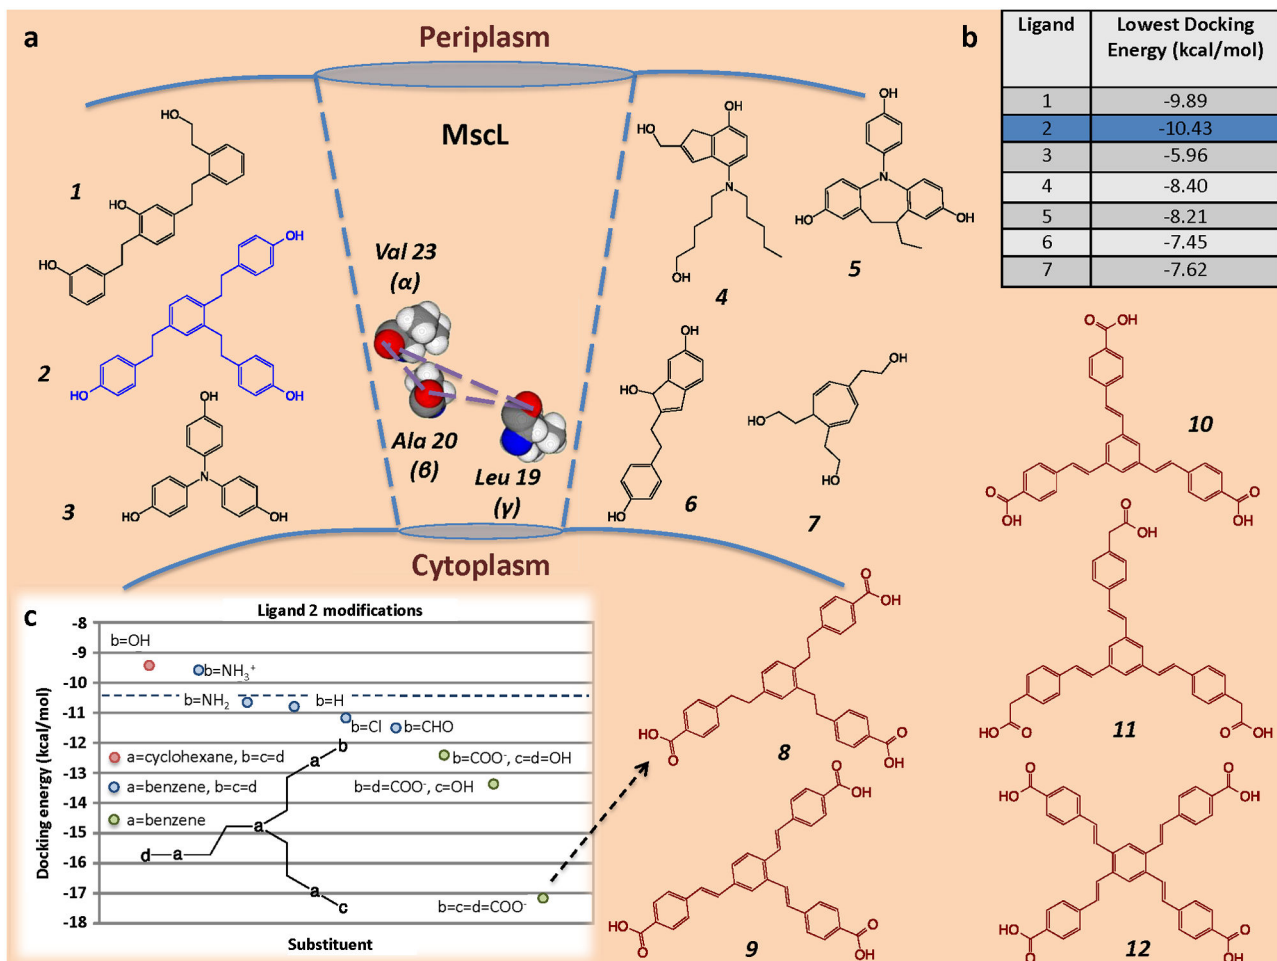 a
Periplasm
b
MscL
Ligand
Lowest Docking
Energy (kcal/mol)
1
-9.89
2
-10.43
3
-5.96
4
-8.40
5
-8.21
6
-7.45
7
-7.62
HO
HO
HO
1
OH
HO
OH
2
OH
HO
OH
N
3
Val 23
(α)
Ala 20
(β)
Leu 19
(γ)
OH
HO
N
OH
4
OH
N
HO
OH
5
OH
HO
OH
6
OH
HO
OH
7
Cytoplasm
O
OH
O
OH
O
OH
10
O
OH
O
OH
O
OH
11
O
OH
O
HO
O
OH
8
O
OH
O
HO
O
OH
9
O
HO
O
OH
O
OH
O
OH
12
c
Ligand 2 modifications
Docking energy (kcal/mol)
-8
-9
-10
-11
-12
-13
-14
-15
-16
-17
-18
b=OH
b=NH₃⁺
b=NH₂
b=H
b=Cl
b=CHO
b=COO⁻, c=d=OH
b=d=COO⁻, c=OH
b=c=d=COO⁻
a=cyclohexane, b=c=d
a=benzene, b=c=d
a=benzene
b
a
a
d
a
a
c
Substituent